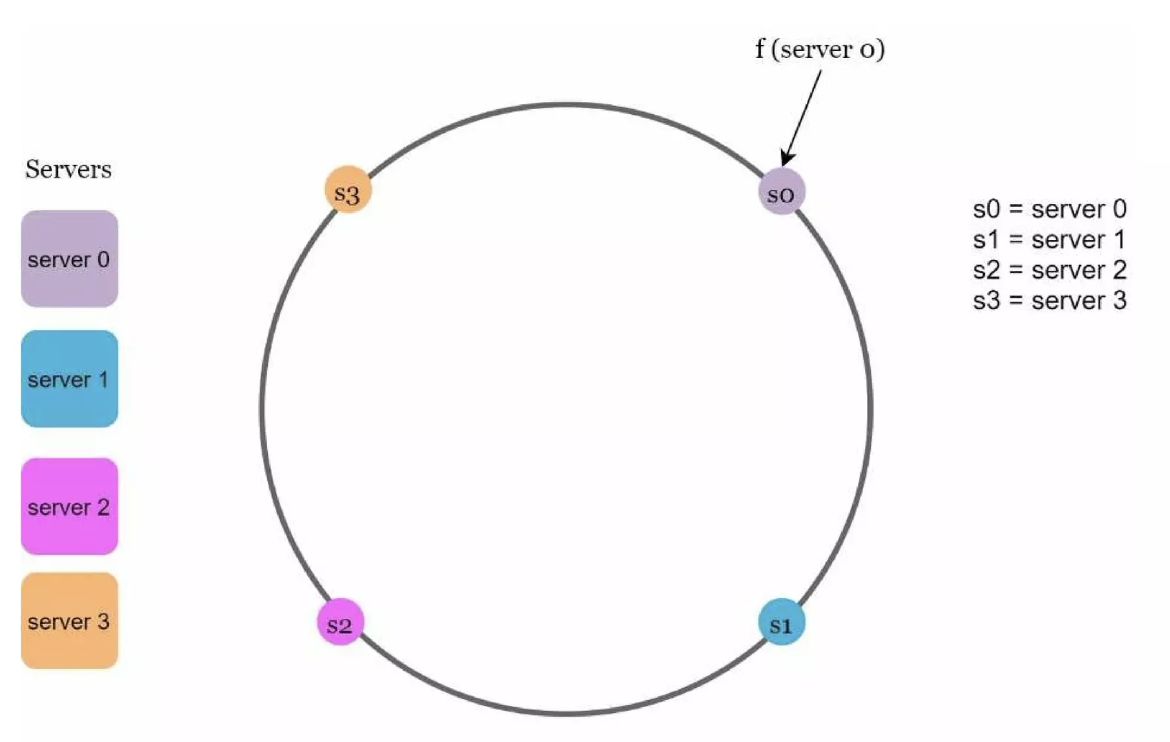 f (server 0)
Servers
server 0
server 1
server 2
server 3
s3
s0
s2
s1
s0 = server 0
s1 = server 1
s2 = server 2
s3 = server 3